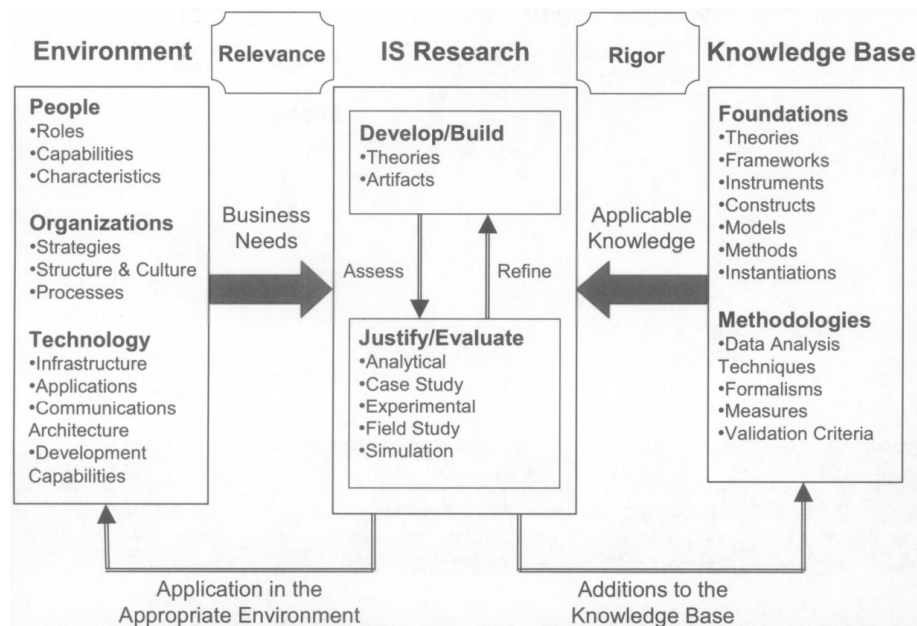 Environment
Relevance
IS Research
Rigor
Knowledge Base
People
•Roles
•Capabilities
•Characteristics
Organizations
•Strategies
•Structure & Culture
•Processes
Technology
•Infrastructure
•Applications
•Communications
Architecture
•Development
Capabilities
Business
Needs
Develop/Build
•Theories
•Artifacts
Assess
Refine
Justify/Evaluate
•Analytical
•Case Study
•Experimental
•Field Study
•Simulation
Applicable
Knowledge
Foundations
•Theories
•Frameworks
•Instruments
•Constructs
•Models
•Methods
•Instantiations
Methodologies
•Data Analysis
Techniques
•Formalisms
•Measures
•Validation Criteria
Application in the
Appropriate Environment
Additions to the
Knowledge Base